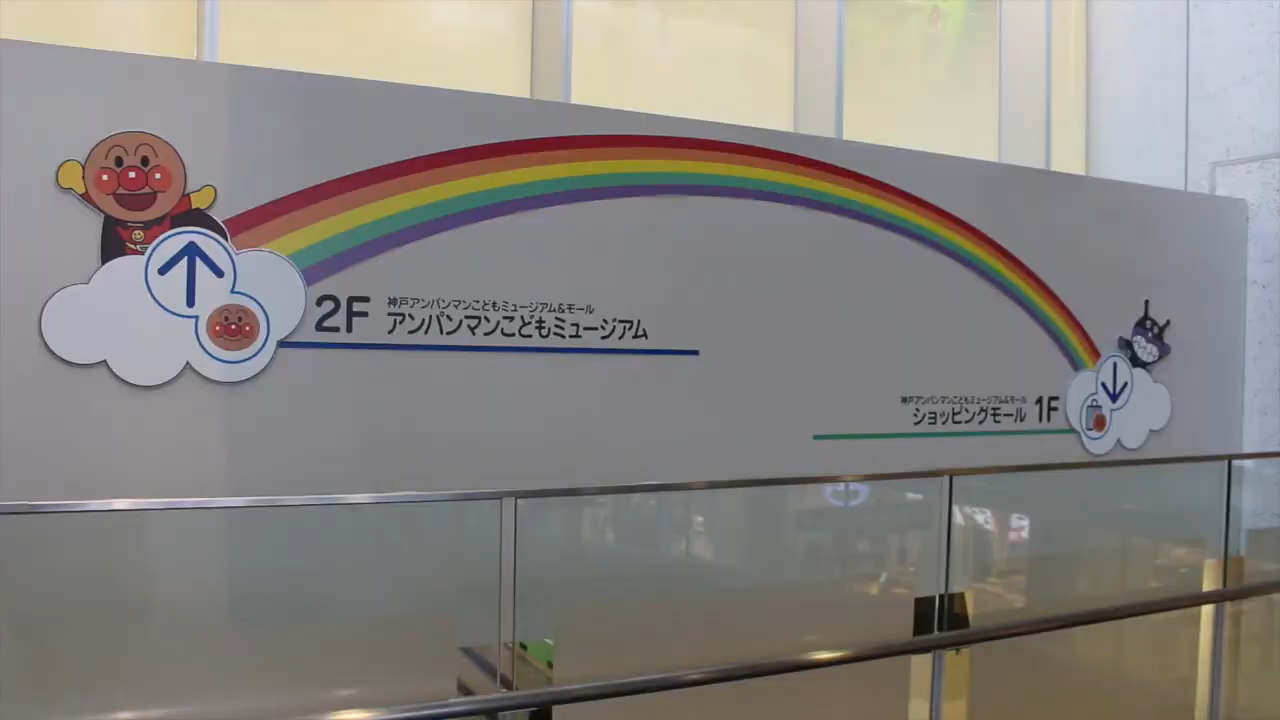 2F
神戸アンパンマンこどもミュージアム&モール
アンパンマンこどもミュージアム
神戸アンパンマンこどもミュージアム&モール
ショッピングモール 1F